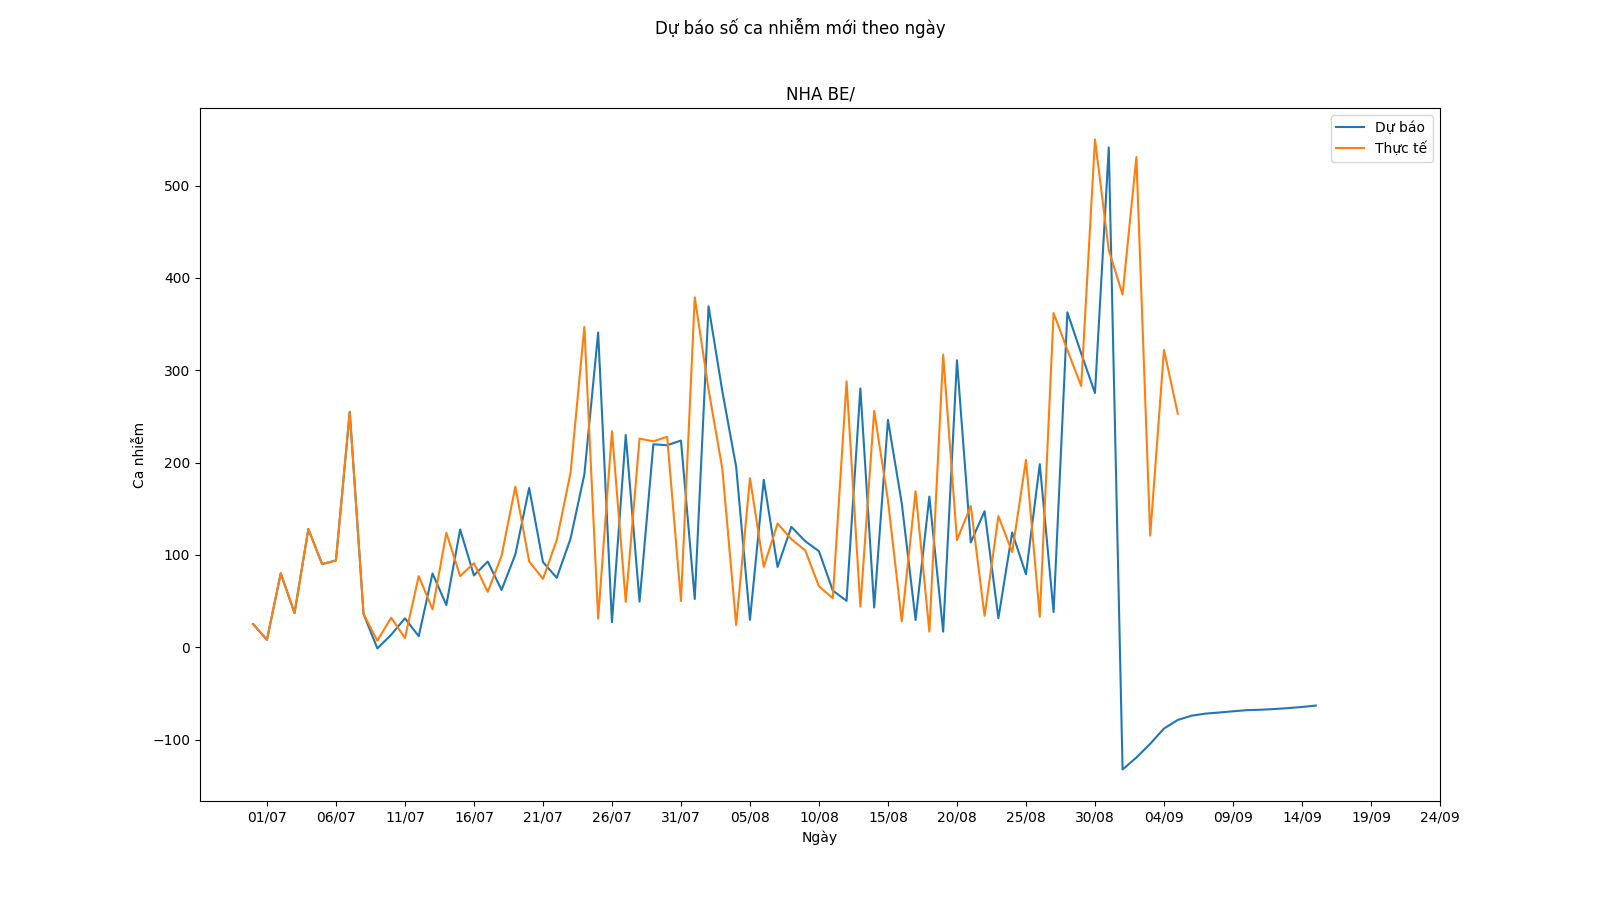 Dự báo số ca nhiễm mới theo ngày
NHA BE/
Dự báo
Thực tế
500
400
300
200
100
0
−100
Ca nhiễm
01/07 06/07 11/07 16/07 21/07 26/07 31/07 05/08 10/08 15/08 20/08 25/08 30/08 04/09 09/09 14/09 19/09 24/09
Ngày